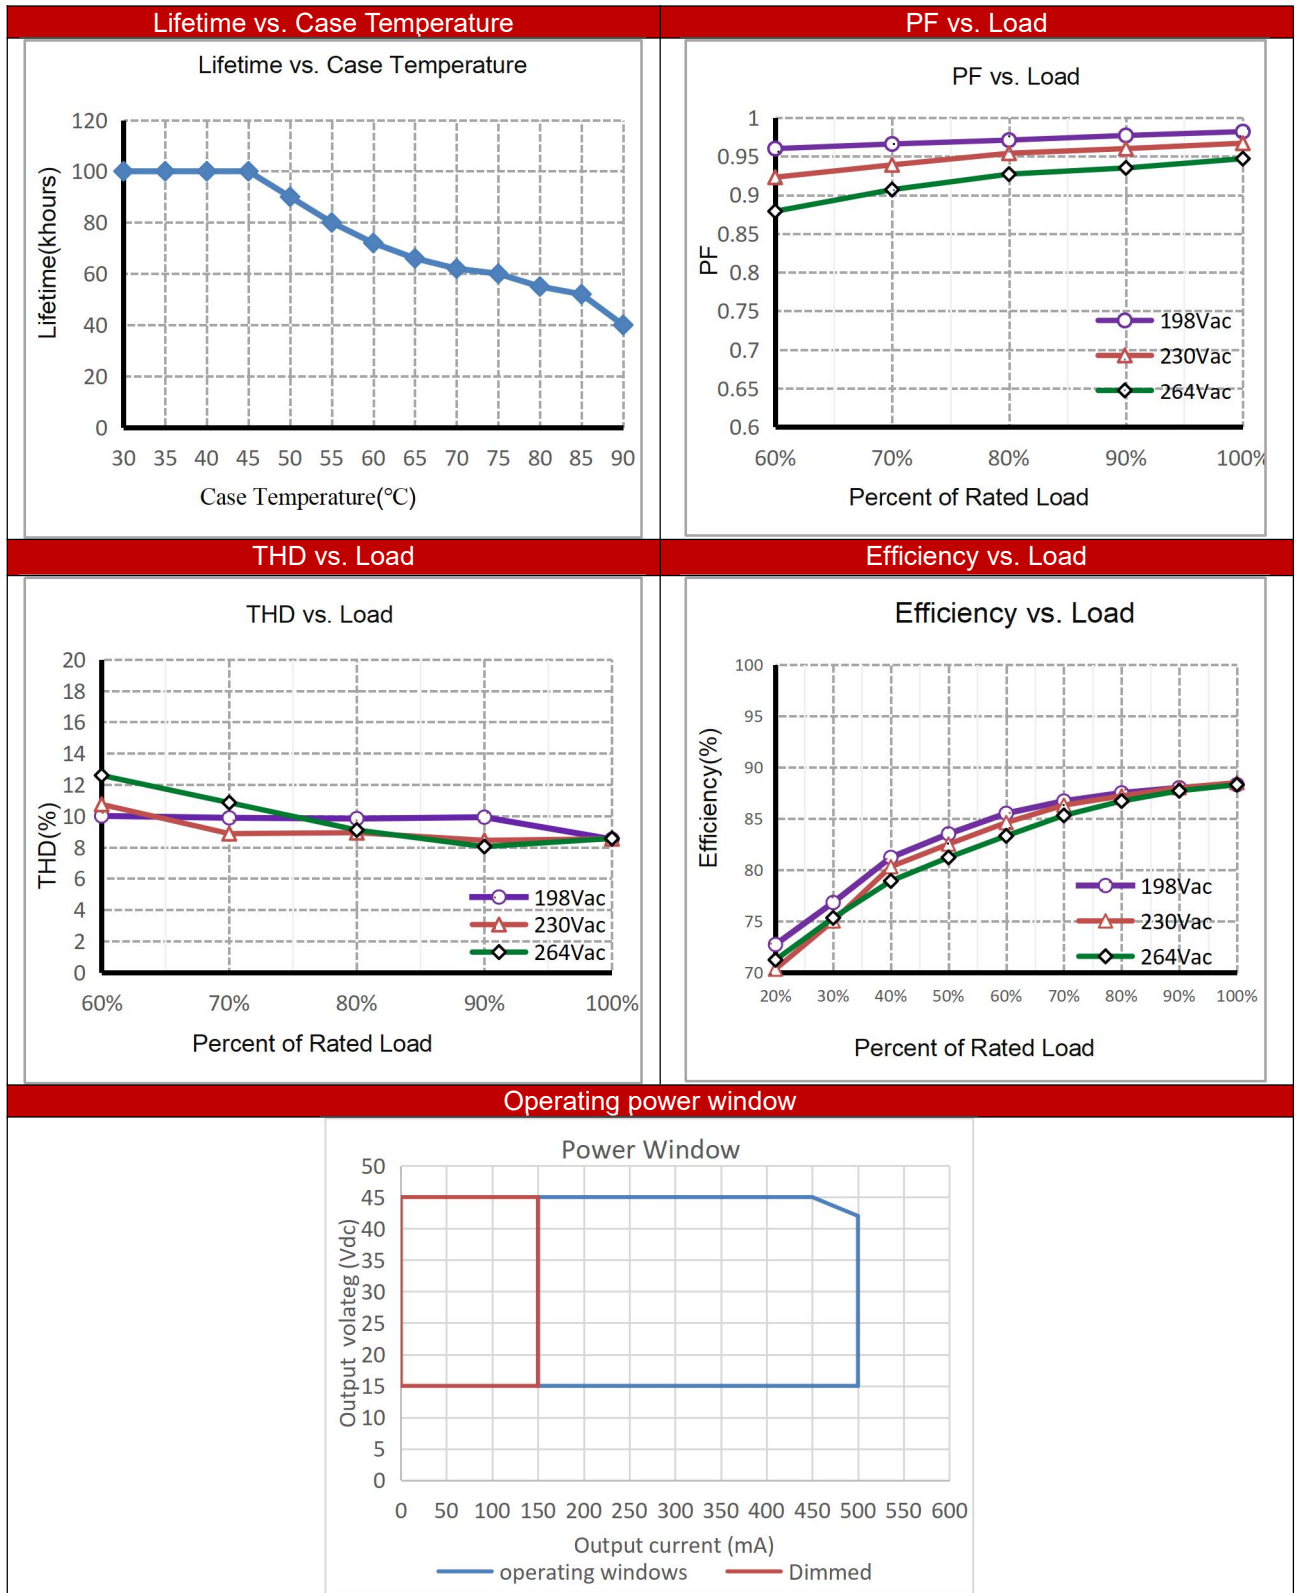 Lifetime vs. Case Temperature
PF vs. Load
Lifetime vs. Case Temperature
120
100
80
60
40
20
0
Lifetime(khours)
30 35 40 45 50 55 60 65 70 75 80 85 90
Case Temperature(℃)
PF vs. Load
1
0.95
0.9
0.85
0.8
0.75
0.7
0.65
0.6
PF
198Vac
230Vac
264Vac
60% 70% 80% 90% 100%
Percent of Rated Load
THD vs. Load
Efficiency vs. Load
THD vs. Load
20
18
16
14
12
10
8
6
4
2
0
THD(%)
198Vac
230Vac
264Vac
60% 70% 80% 90% 100%
Percent of Rated Load
Efficiency vs. Load
100
95
90
85
80
75
70
Efficiency(%)
198Vac
230Vac
264Vac
20% 30% 40% 50% 60% 70% 80% 90% 100%
Percent of Rated Load
Operating power window
Power Window
50
45
40
35
30
25
20
15
10
5
0
Output volateg (Vdc)
0 50 100 150 200 250 300 350 400 450 500 550 600
Output current (mA)
operating windows Dimmed